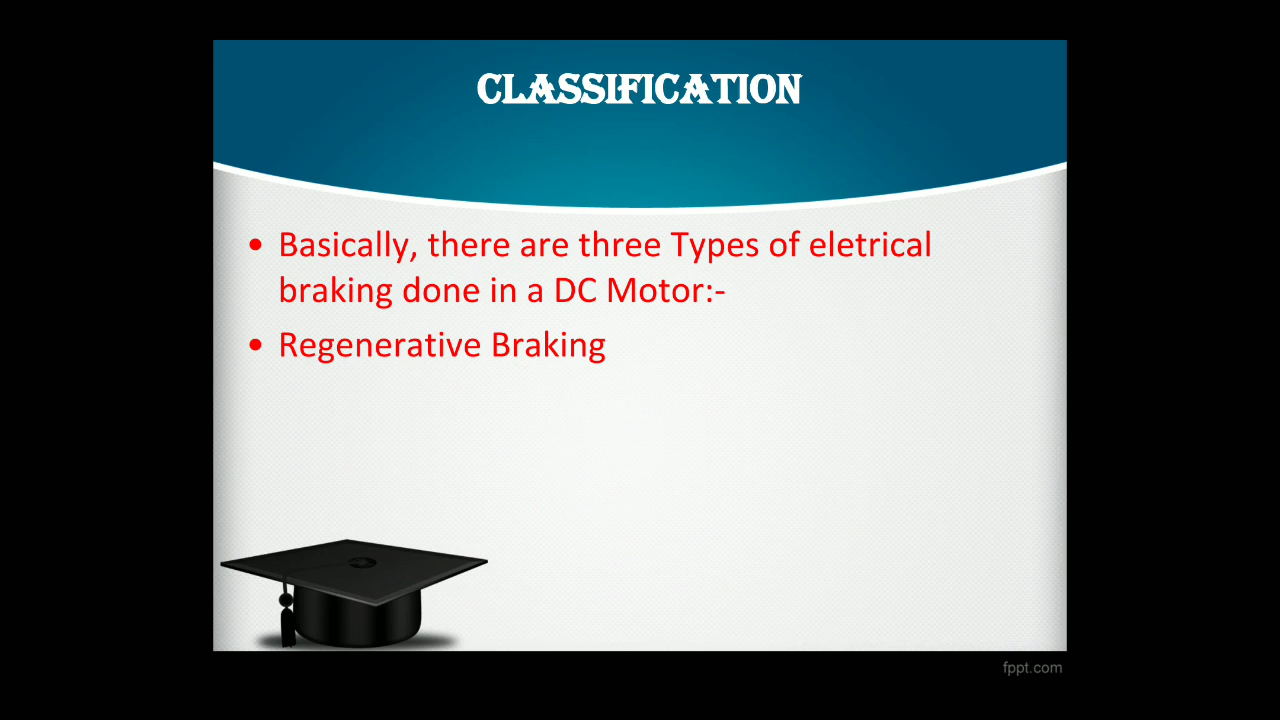 CLASSIFICATION
• Basically, there are three Types of eletrical
braking done in a DC Motor:-
• Regenerative Braking
fppt.com